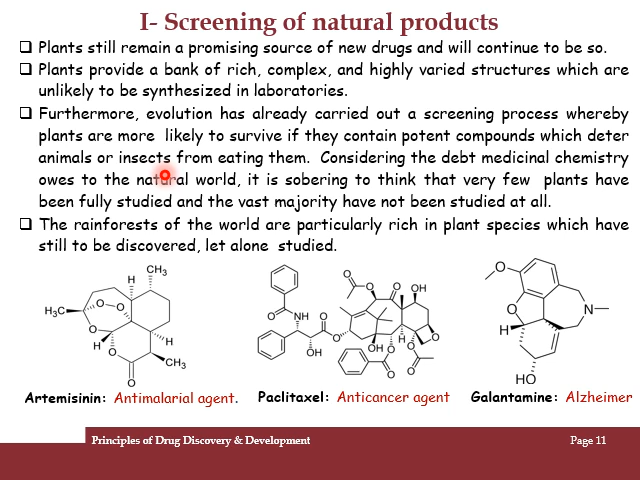 I- Screening of natural products
❑ Plants still remain a promising source of new drugs and will continue to be so.
❑ Plants provide a bank of rich, complex, and highly varied structures which are
unlikely to be synthesized in laboratories.
❑ Furthermore, evolution has already carried out a screening process whereby
plants are more likely to survive if they contain potent compounds which deter
animals or insects from eating them. Considering the debt medicinal chemistry
owes to the natural world, it is sobering to think that very few plants have
been fully studied and the vast majority have not been studied at all.
❑ The rainforests of the world are particularly rich in plant species which have
still to be discovered, let alone studied.
CH3
H
H3C
O
O
O
H
H
O
CH3
O
O
NH
O
O
OH
O
O
O
OH
OH
O
H
O
O
O
O
O
O
N
H
HO
Artemisinin: Antimalarial agent.
Paclitaxel: Anticancer agent
Galantamine: Alzheimer
Principles of Drug Discovery & Development
Page 11